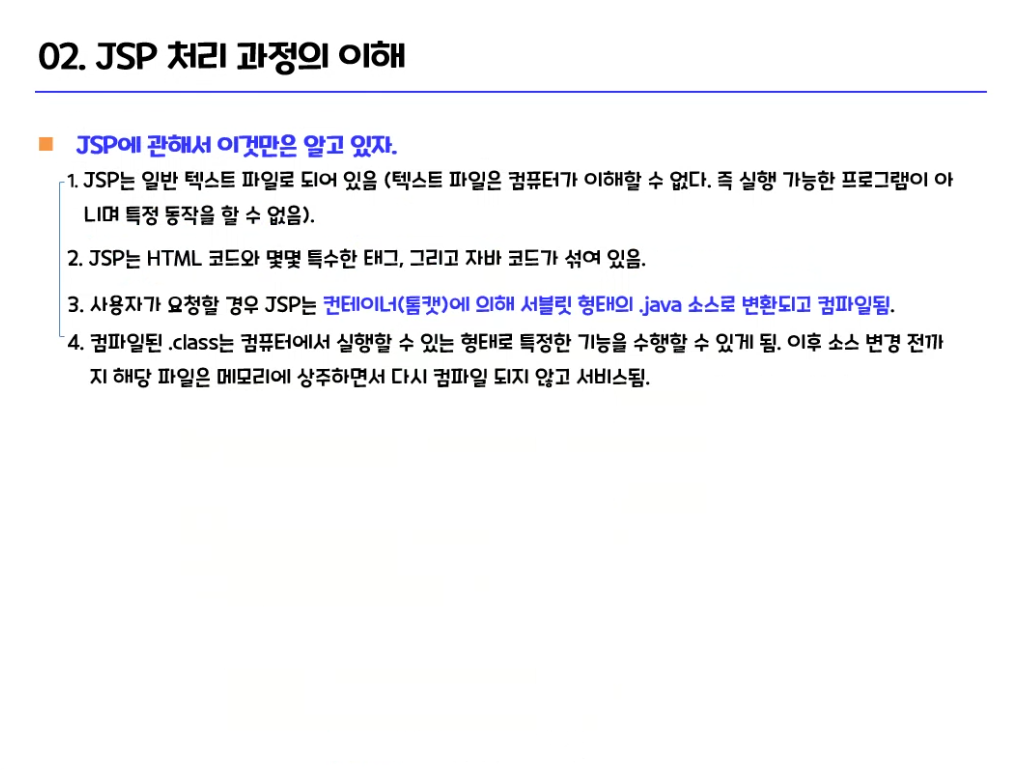 02. JSP 처리 과정의 이해
JSP에 관해서 이것만은 알고 있자.
1. JSP는 일반 텍스트 파일로 되어 있음 (텍스트 파일은 컴퓨터가 이해할 수 없다. 즉 실행 가능한 프로그램이 아
니며 특정 동작을 할 수 없음).
2. JSP는 HTML 코드와 몇몇 특수한 태그, 그리고 자바 코드가 섞여 있음.
3. 사용자가 요청할 경우 JSP는 컨테이너(톰캣)에 의해 서블릿 형태의 .java 소스로 변환되고 컴파일됨.
4. 컴파일된 .class는 컴퓨터에서 실행할 수 있는 형태로 특정한 기능을 수행할 수 있게 됨. 이후 소스 변경 전까
지 해당 파일은 메모리에 상주하면서 다시 컴파일 되지 않고 서비스됨.